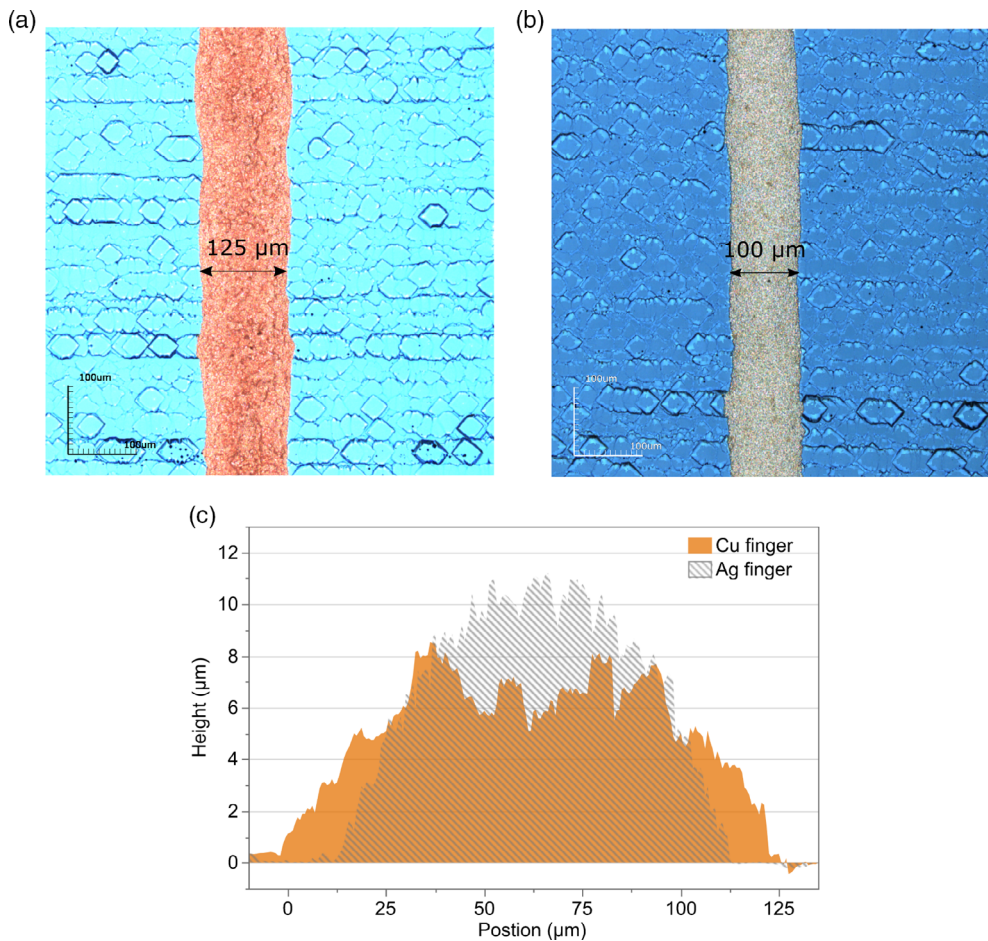 (a)
125 µm
100um
100um
(b)
100 µm
100um
100um
(c)
Cu finger
Ag finger
12
10
8
6
4
2
0
Height (µm)
0
25
50
75
100
125
Postion (µm)